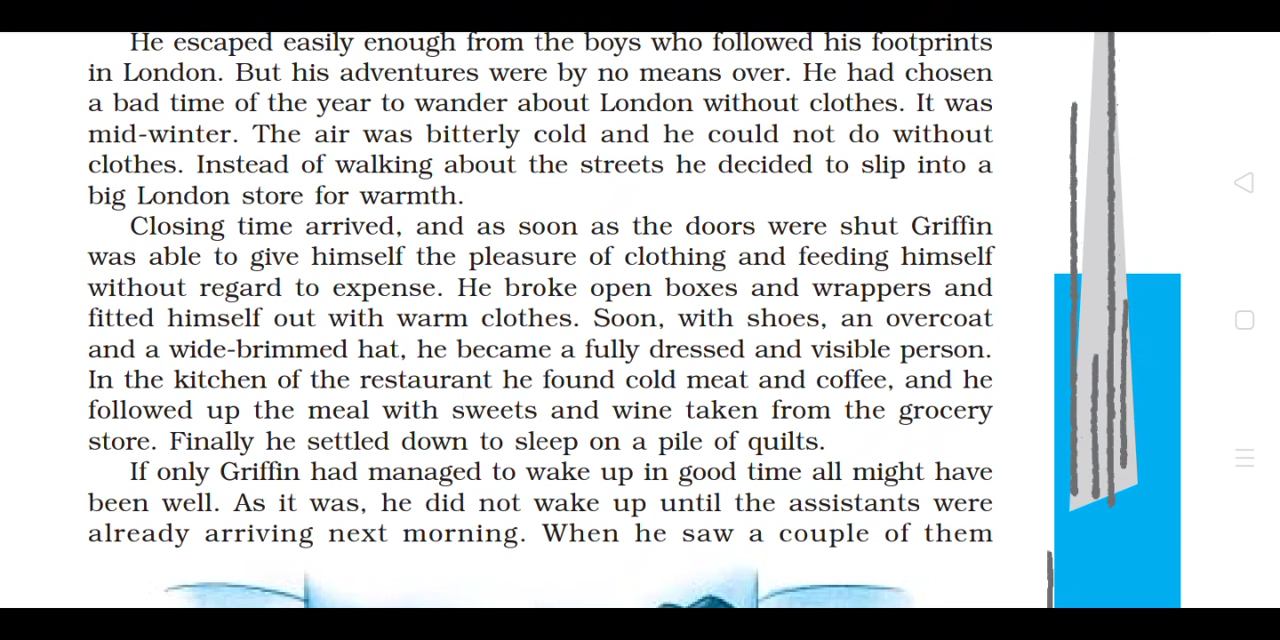 He escaped easily enough from the boys who followed his footprints
in London. But his adventures were by no means over. He had chosen
a bad time of the year to wander about London without clothes. It was
mid-winter. The air was bitterly cold and he could not do without
clothes. Instead of walking about the streets he decided to slip into a
big London store for warmth.
Closing time arrived, and as soon as the doors were shut Griffin
was able to give himself the pleasure of clothing and feeding himself
without regard to expense. He broke open boxes and wrappers and
fitted himself out with warm clothes. Soon, with shoes, an overcoat
and a wide-brimmed hat, he became a fully dressed and visible person.
In the kitchen of the restaurant he found cold meat and coffee, and he
followed up the meal with sweets and wine taken from the grocery
store. Finally he settled down to sleep on a pile of quilts.
If only Griffin had managed to wake up in good time all might have
been well. As it was, he did not wake up until the assistants were
already arriving next morning. When he saw a couple of them